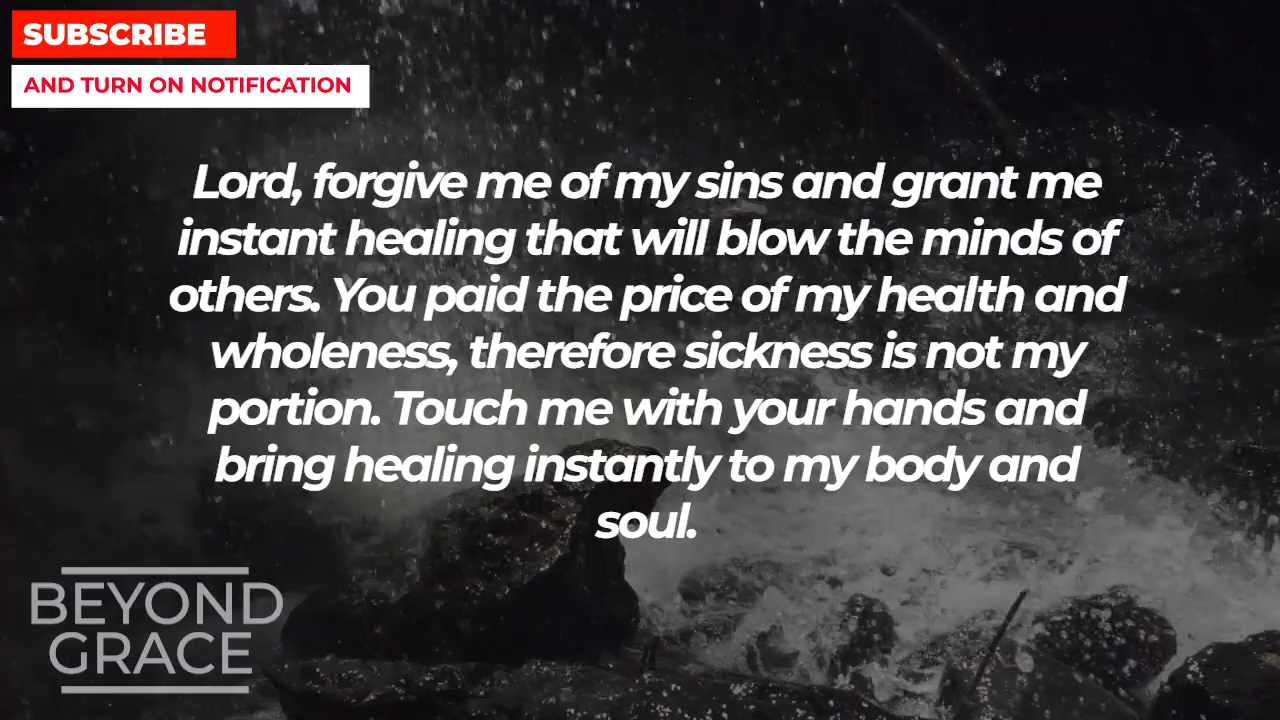 SUBSCRIBE
AND TURN ON NOTIFICATION
Lord, forgive me of my sins and grant me
instant healing that will blow the minds of
others. You paid the price of my health and
wholeness, therefore sickness is not my
portion. Touch me with your hands and
bring healing instantly to my body and
soul.
BEYOND
GRACE